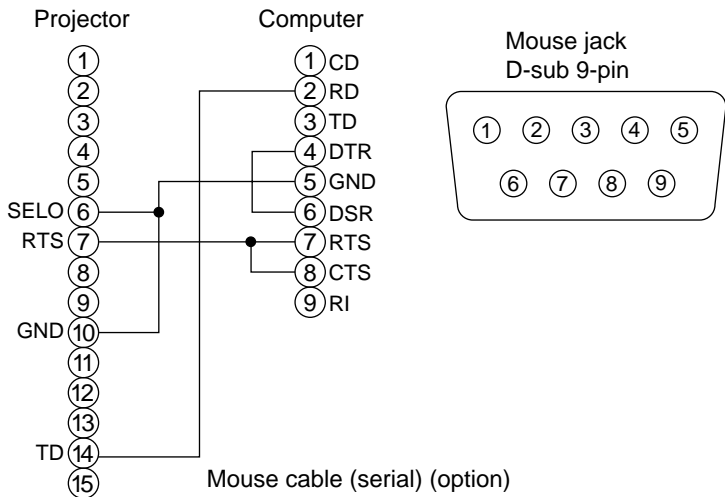 Projector
1
2
3
4
5
SELO 6
RTS 7
8
9
GND 10
11
12
13
TD 14
15
Computer
1 CD
2 RD
3 TD
4 DTR
5 GND
6 DSR
7 RTS
8 CTS
9 RI
Mouse jack
D-sub 9-pin
1 2 3 4 5
6 7 8 9
Mouse cable (serial) (option)